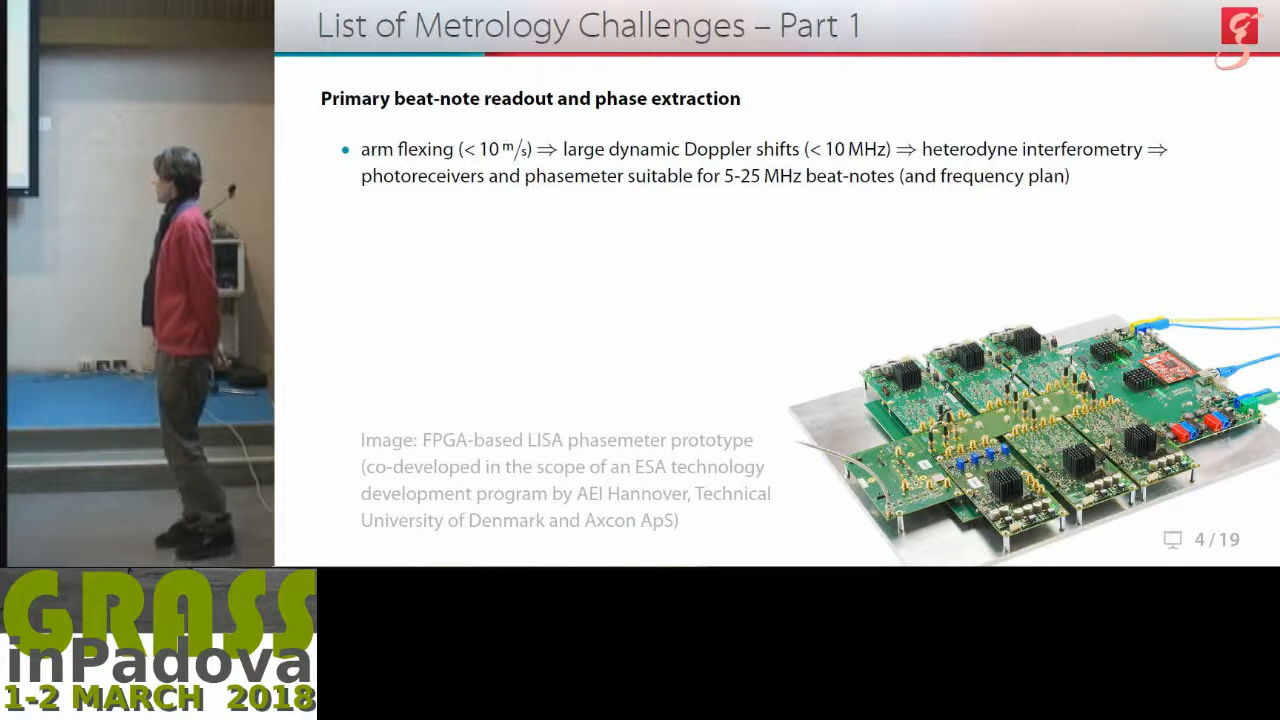 List of Metrology Challenges – Part 1
Primary beat-note readout and phase extraction
• arm flexing (< 10 m/s) ⇒ large dynamic Doppler shifts (< 10 MHz) ⇒ heterodyne interferometry ⇒
photoreceivers and phasemeter suitable for 5-25 MHz beat-notes (and frequency plan)
Image: FPGA-based LISA phasemeter prototype
(co-developed in the scope of an ESA technology
development program by AEI Hannover, Technical
University of Denmark and Axcon ApS)
4 / 19
GRASS
inPadova
1-2 MARCH 2018